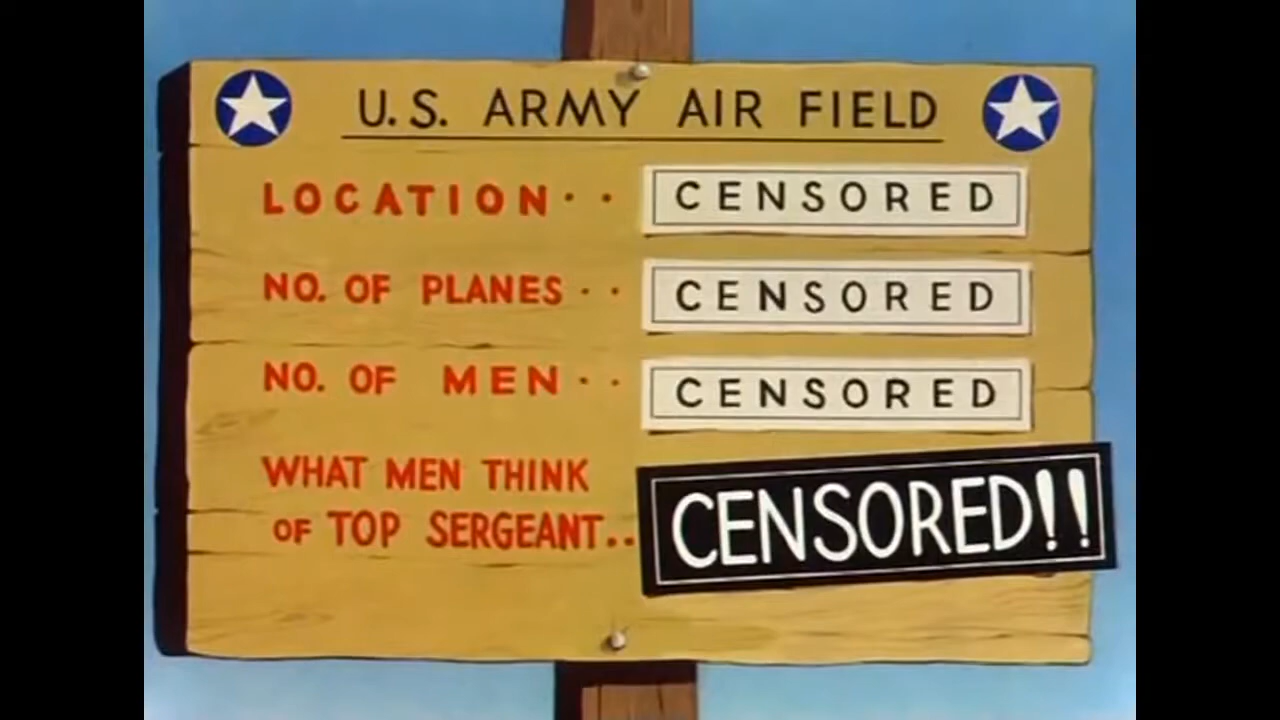 U.S. ARMY AIR FIELD
LOCATION·· CENSORED
NO. OF PLANES·· CENSORED
NO. OF MEN·· CENSORED
WHAT MEN THINK
OF TOP SERGEANT.. CENSORED!!